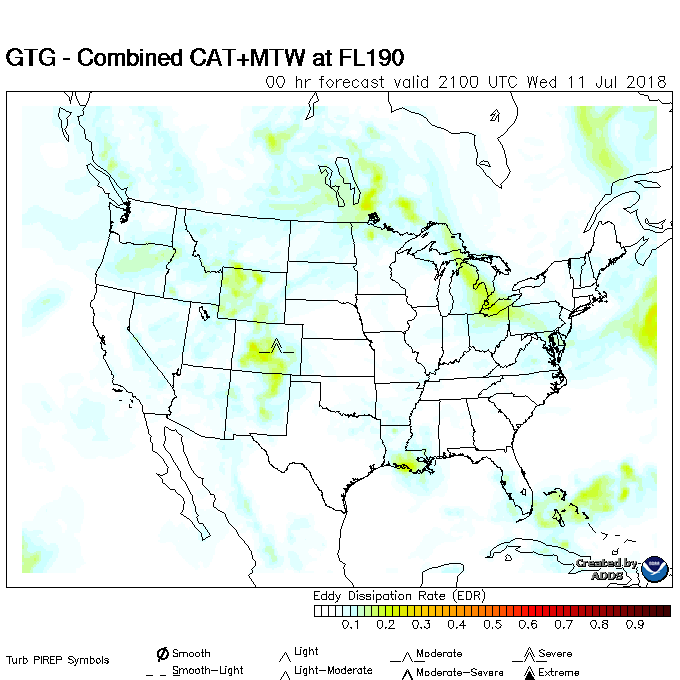 GTG - Combined CAT+MTW at FL190
00 hr forecast valid 2100 UTC Wed 11 Jul 2018
Created by
ADDS
Eddy Dissipation Rate (EDR)
0.1 0.2 0.3 0.4 0.5 0.6 0.7 0.8 0.9
Turb PIREP Symbols
Smooth Light Moderate Severe
Smooth-Light Light-Moderate Moderate-Severe Extreme